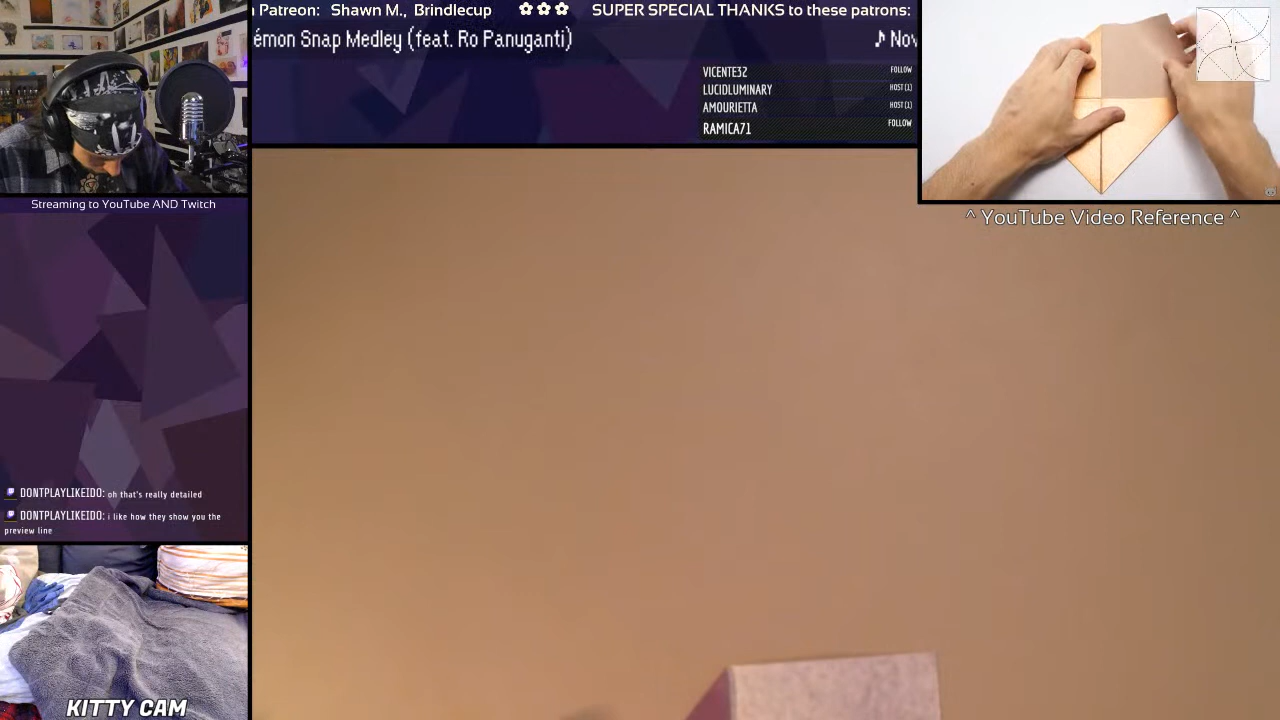 n Patreon:   Shawn M.,  Brindlecup      ✿ ✿ ✿     SUPER SPECIAL THANKS to these patrons:
émon Snap Medley (feat. Ro Panuganti)
♪ Nov
VICENTE32 FOLLOW
LUCIDLUMINARY HOST (1)
AMOURIETTA HOST (1)
RAMICA71 FOLLOW
Streaming to YouTube AND Twitch
^ YouTube Video Reference ^
DONTPLAYLIKEIDO: oh that's really detailed
DONTPLAYLIKEIDO: i like how they show you the
preview line
KITTY CAM